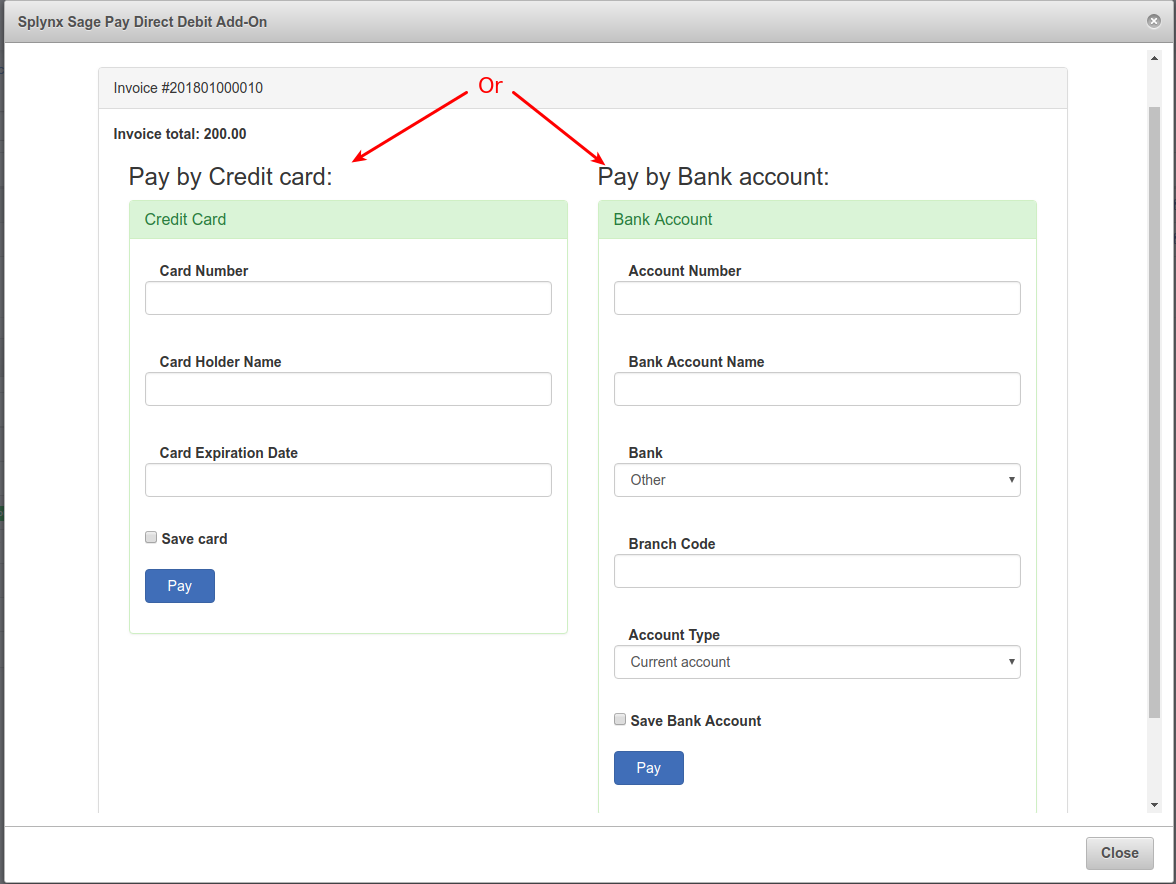 Splynx Sage Pay Direct Debit Add-On
Invoice #201801000010
Or
Invoice total: 200.00
Pay by Credit card:
Credit Card
Card Number
Card Holder Name
Card Expiration Date
Save card
Pay
Pay by Bank account:
Bank Account
Account Number
Bank Account Name
Bank
Other
Branch Code
Account Type
Current account
Save Bank Account
Pay
Close